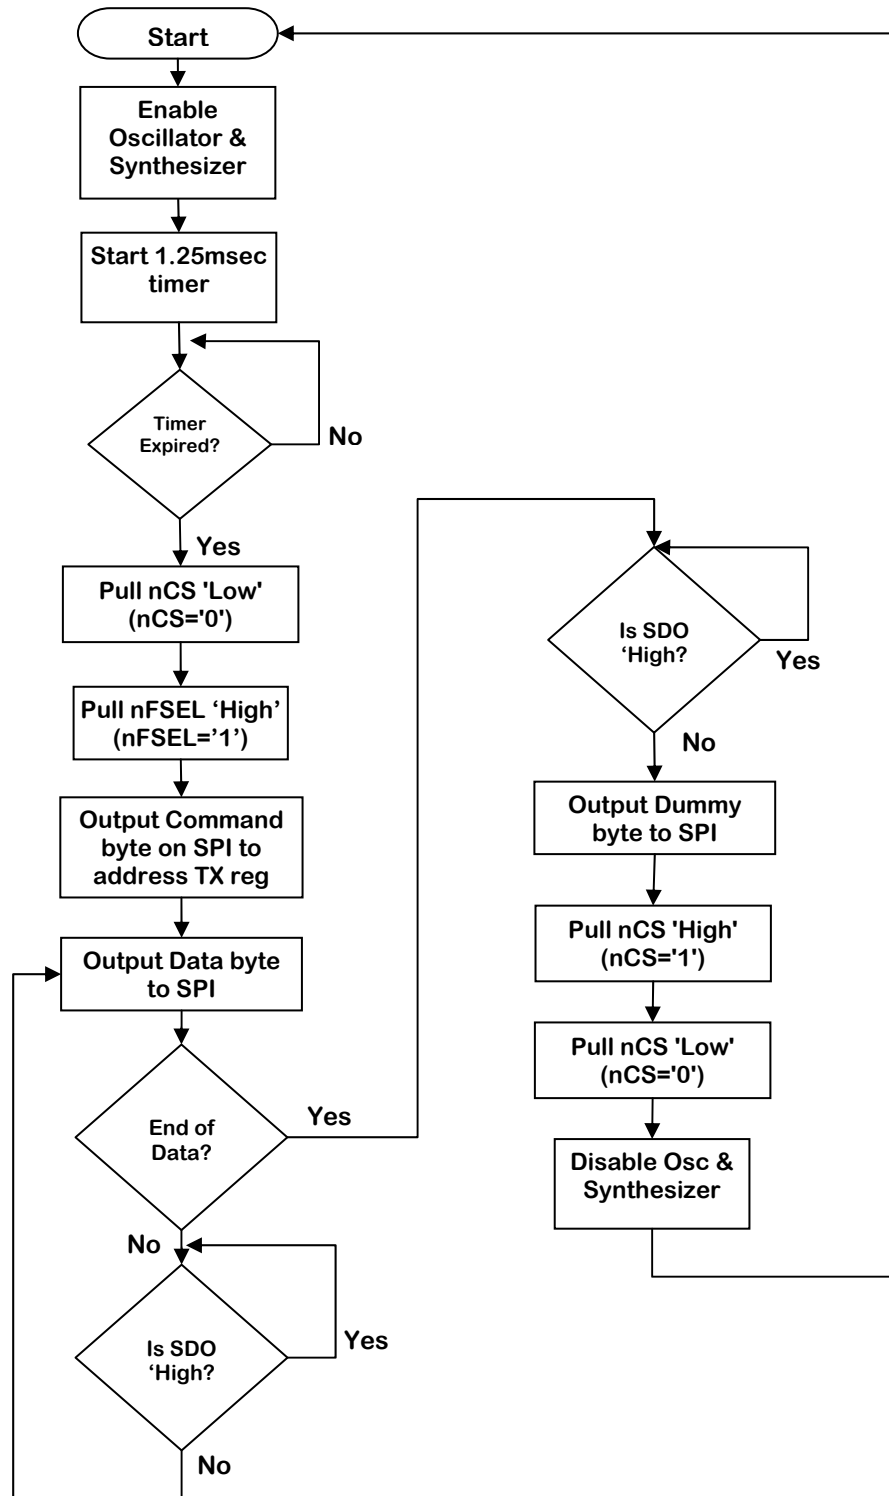 Start
Enable
Oscillator &
Synthesizer
Start 1.25msec
timer
Timer
Expired?
No
Yes
Pull nCS 'Low'
(nCS='0')
Pull nFSEL ‘High’
(nFSEL=’1’)
Output Command
byte on SPI to
address TX reg
Output Data byte
to SPI
End of
Data?
Yes
No
Is SDO
‘High?
Yes
No
Is SDO
‘High?
Yes
No
Output Dummy
byte to SPI
Pull nCS 'High'
(nCS='1')
Pull nCS 'Low'
(nCS='0')
Disable Osc &
Synthesizer